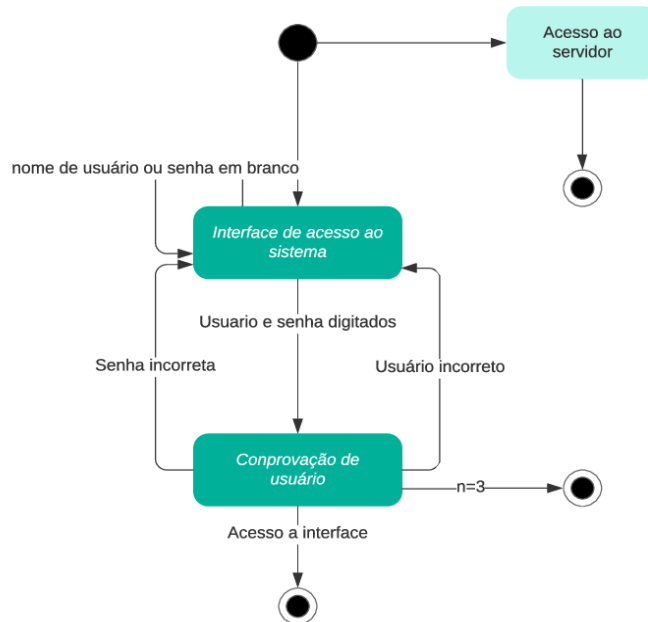 Acesso ao
servidor
nome de usuário ou senha em branco
Interface de acesso ao
sistema
Usuario e senha digitados
Senha incorreta
Usuário incorreto
Conprovação de
usuário
n=3
Acesso a interface